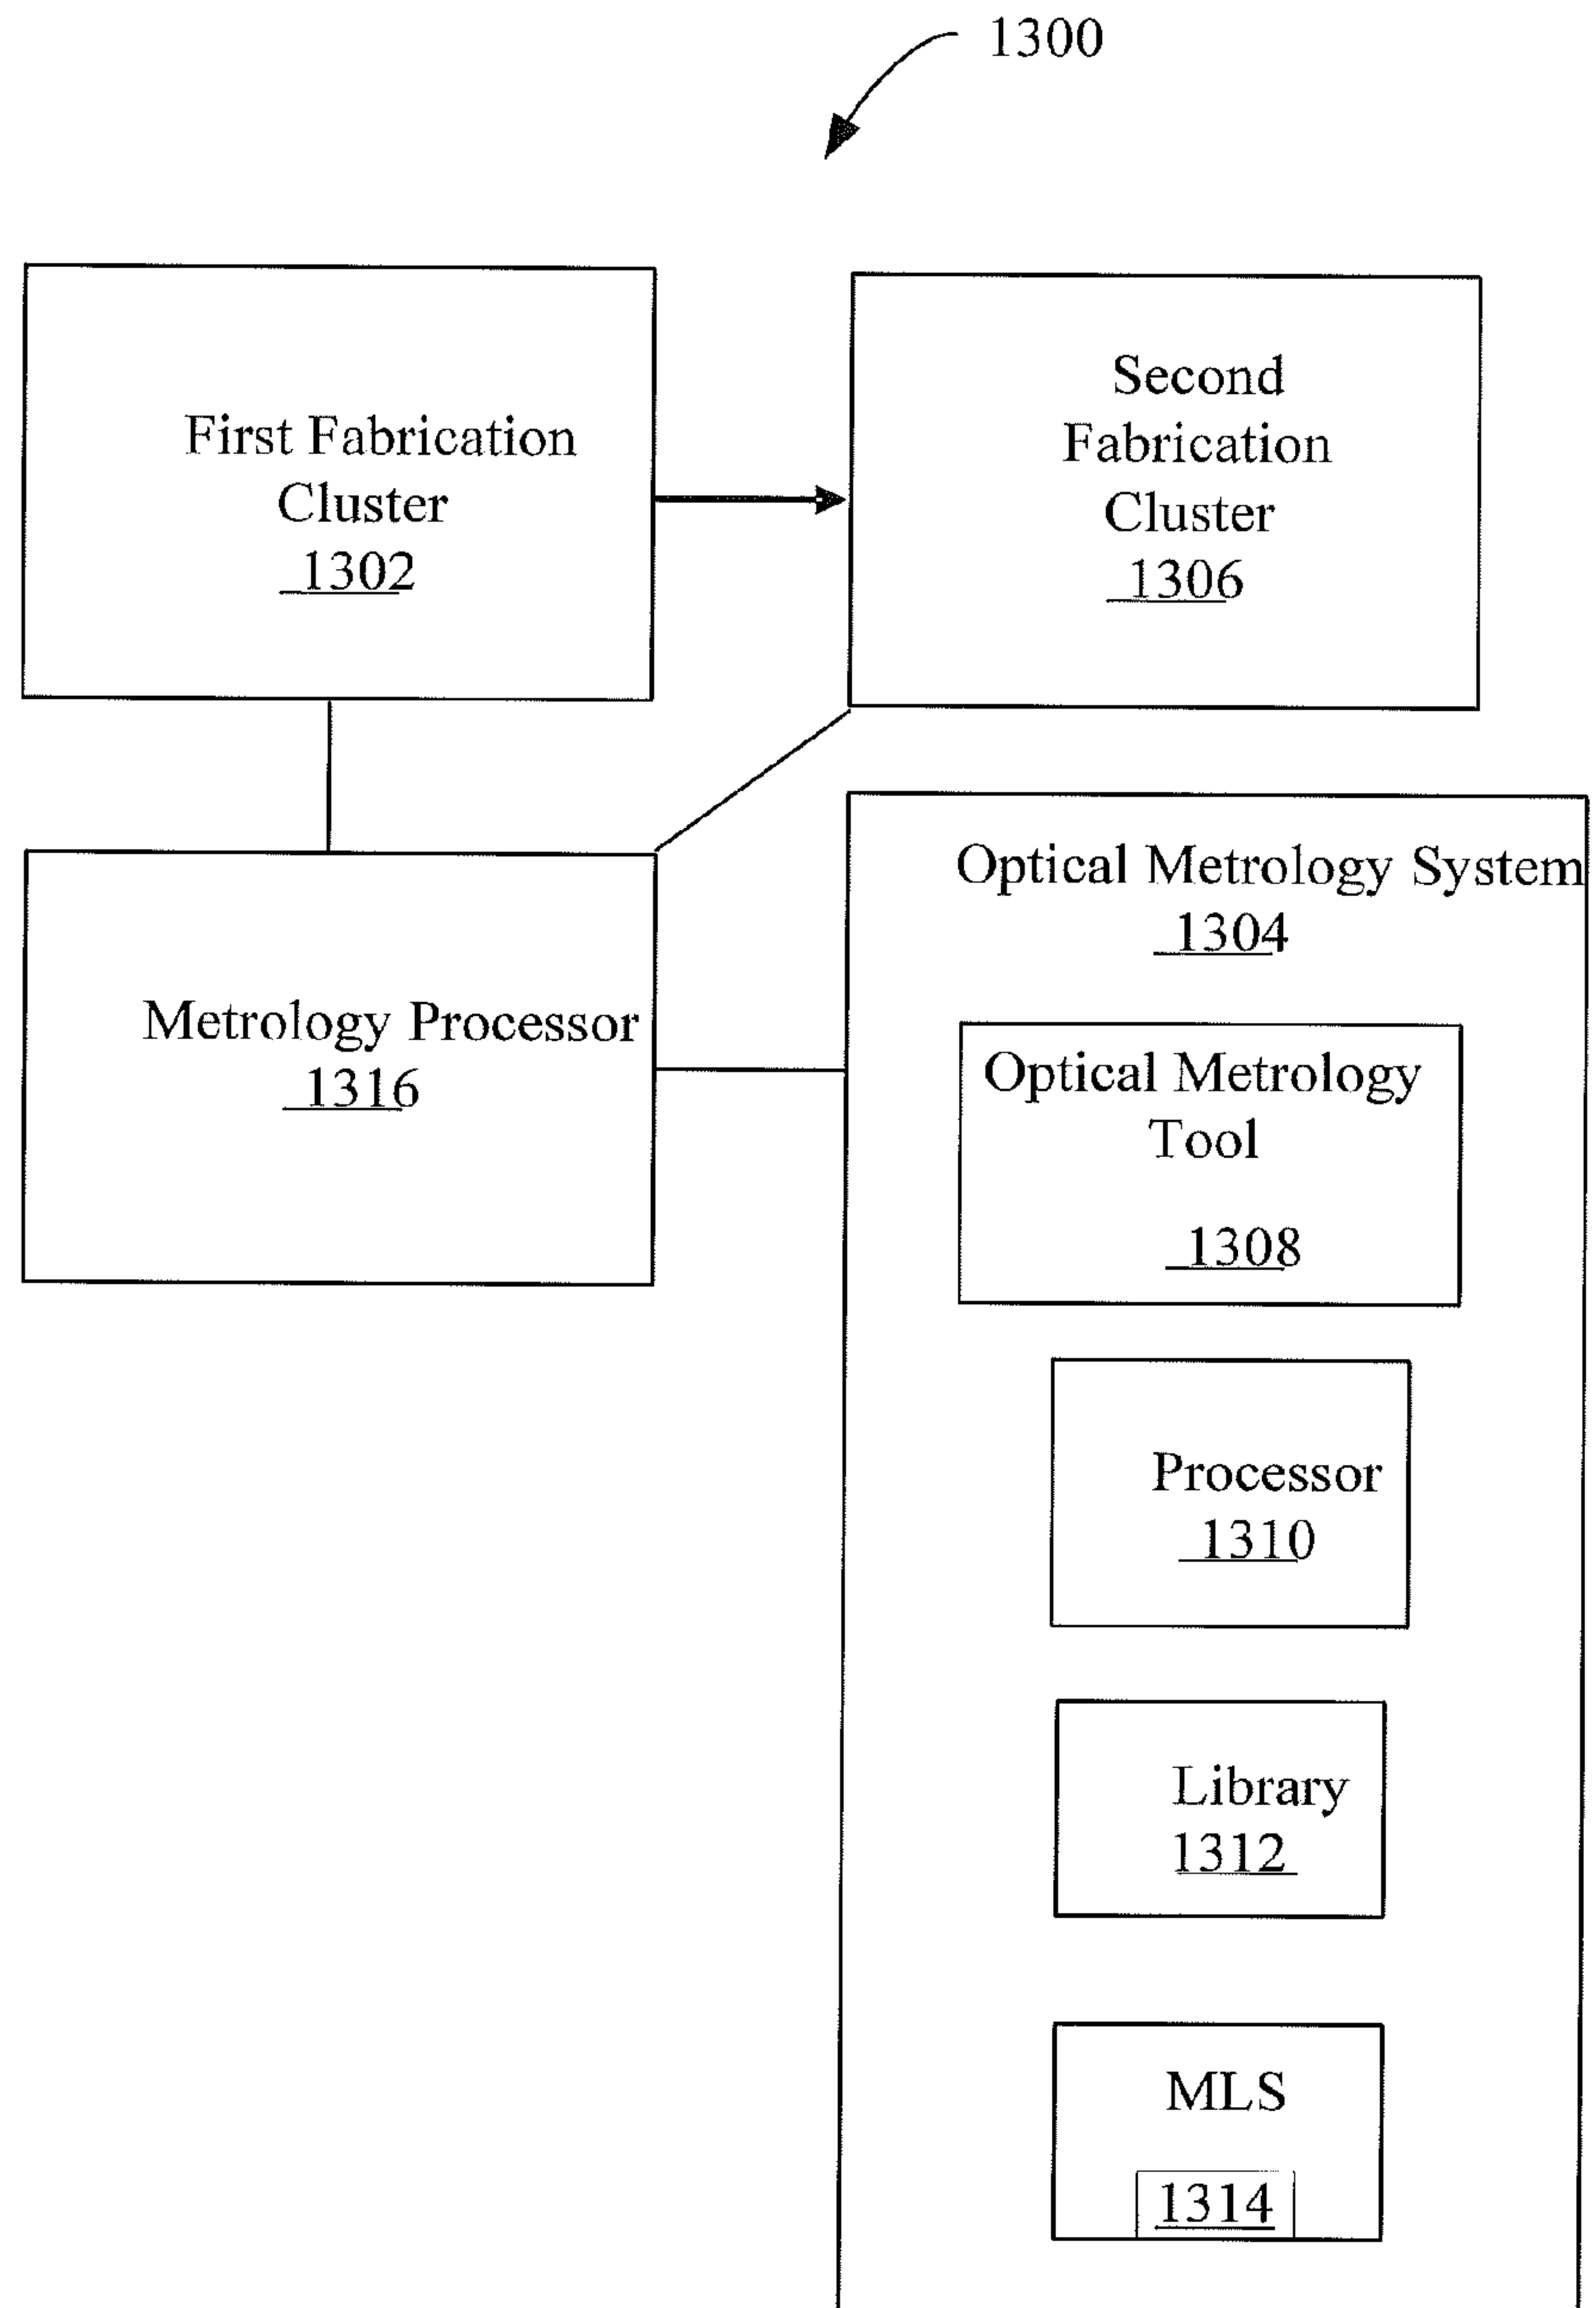 1300
First Fabrication
Cluster
1302
Second
Fabrication
Cluster
1306
Metrology Processor
1316
Optical Metrology System
1304
Optical Metrology
Tool
1308
Processor
1310
Library
1312
MLS
1314